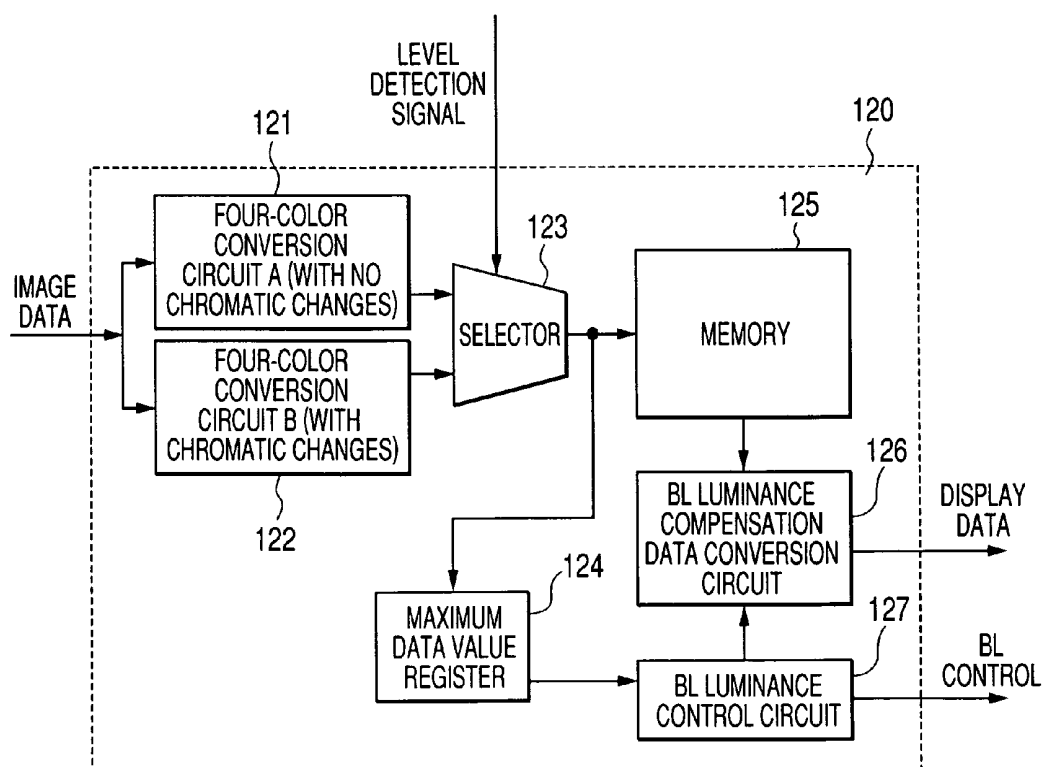 LEVEL
DETECTION
SIGNAL
120
121
FOUR-COLOR
CONVERSION
CIRCUIT A (WITH NO
CHROMATIC CHANGES)
123
125
IMAGE
DATA
SELECTOR
MEMORY
FOUR-COLOR
CONVERSION
CIRCUIT B (WITH
CHROMATIC CHANGES)
122
126
BL LUMINANCE
COMPENSATION
DATA CONVERSION
CIRCUIT
DISPLAY
DATA
124
MAXIMUM
DATA VALUE
REGISTER
127
BL LUMINANCE
CONTROL CIRCUIT
BL
CONTROL